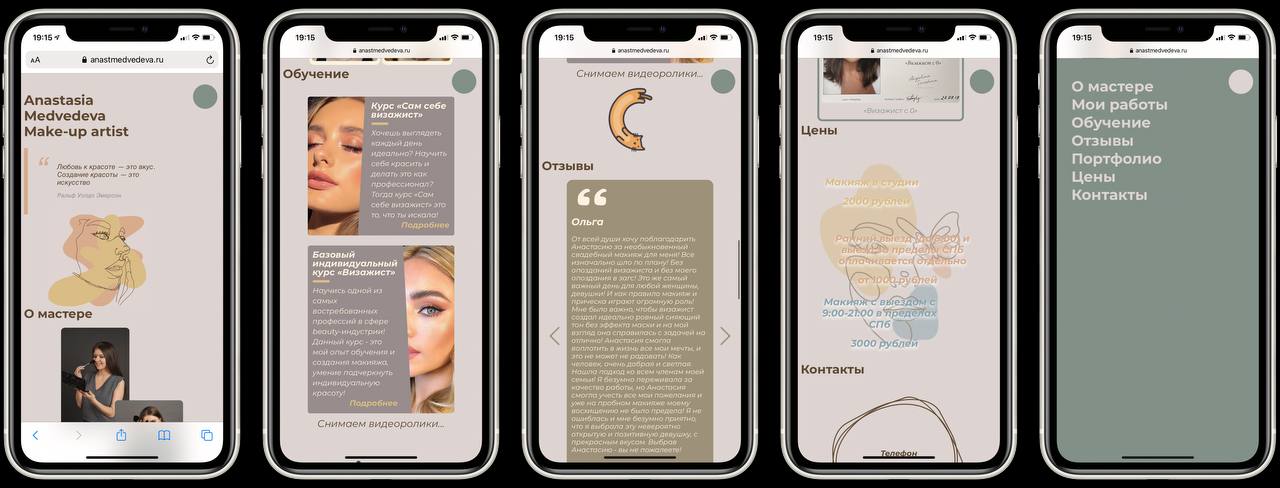 19:15
AA
anastmedvedeva.ru
Anastasia
Medvedeva
Make-up artist
“
Любовь к красоте — это вкус.
Создание красоты — это
искусство
Ральф Уолдо Эмерсон
О мастере
19:15
anastmedvedeva.ru
Обучение
Курс «Сам себе
визажист»
Хочешь выглядеть
каждый день
идеально? Научить
себя красить и
делать это как
профессионал?
Тогда курс «Сам
себе визажист» это
то, что ты искала!
Подробнее
Базовый
индивидуальный
курс «Визажист»
Научись одной из
самых
востребованных
профессий в сфере
beauty-индустрии!
Данный курс - это
мой опыт обучения и
создания макияжа,
умение подчеркнуть
индивидуальную
красоту!
Подробнее
Снимаем видеоролики...
19:15
anastmedvedeva.ru
Снимаем видеоролики...
Отзывы
“
Ольга
От всей души хочу поблагодарить
Анастасию за необыкновенный
свадебный макияж для меня! Все
изначально шло по плану! Без
опозданий визажиста и без моего
опоздания в загс! Это же самый
важный день для любой женщины,
девушки! И как правило макияж и
прическа играют огромную роль!
Мне было важно, чтобы визажист
создал идеально ровный сияющий
тон без эффекта маски и на мой
взгляд она справилась с задачей на
отлично! Анастасия смогла
воплатить в жизнь все мои мечты, и
это не может не радовать! Как
человек, очень добрая и светлая.
Нашла подход ко всем членам моей
семьи! Я безумно переживала за
качество работы, но Анастасия
смогла учесть все мои пожелания и
уже на пробном макияже моему
восхищению не было предела! Я не
ошиблась и мне безумно приятно,
что я выбрала эту невероятно
открытую и позитивную девушку, с
прекрасным вкусом. Выбрав
Анастасию - вы не пожалеете!
19:15
anastmedvedeva.ru
«Визажист с 0»
«Визажист с 0»
Цены
Макияж в студии
2000 рублей
Ранний выезд (до 9:00) и
выезд за пределы СПб
оплачивается отдельно
от 1000 рублей
Макияж с выездом с
9:00-21:00 в пределах
СПб
3000 рублей
Контакты
Телефон
19:15
anastmedvedeva.ru
О мастере
Мои работы
Обучение
Отзывы
Портфолио
Цены
Контакты